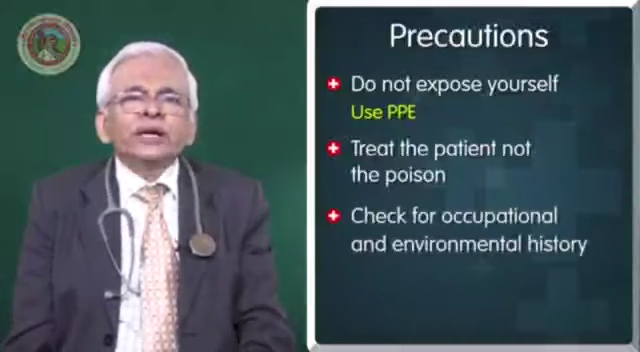 Precautions
Do not expose yourself
Use PPE
Treat the patient not
the poison
Check for occupational
and environmental history